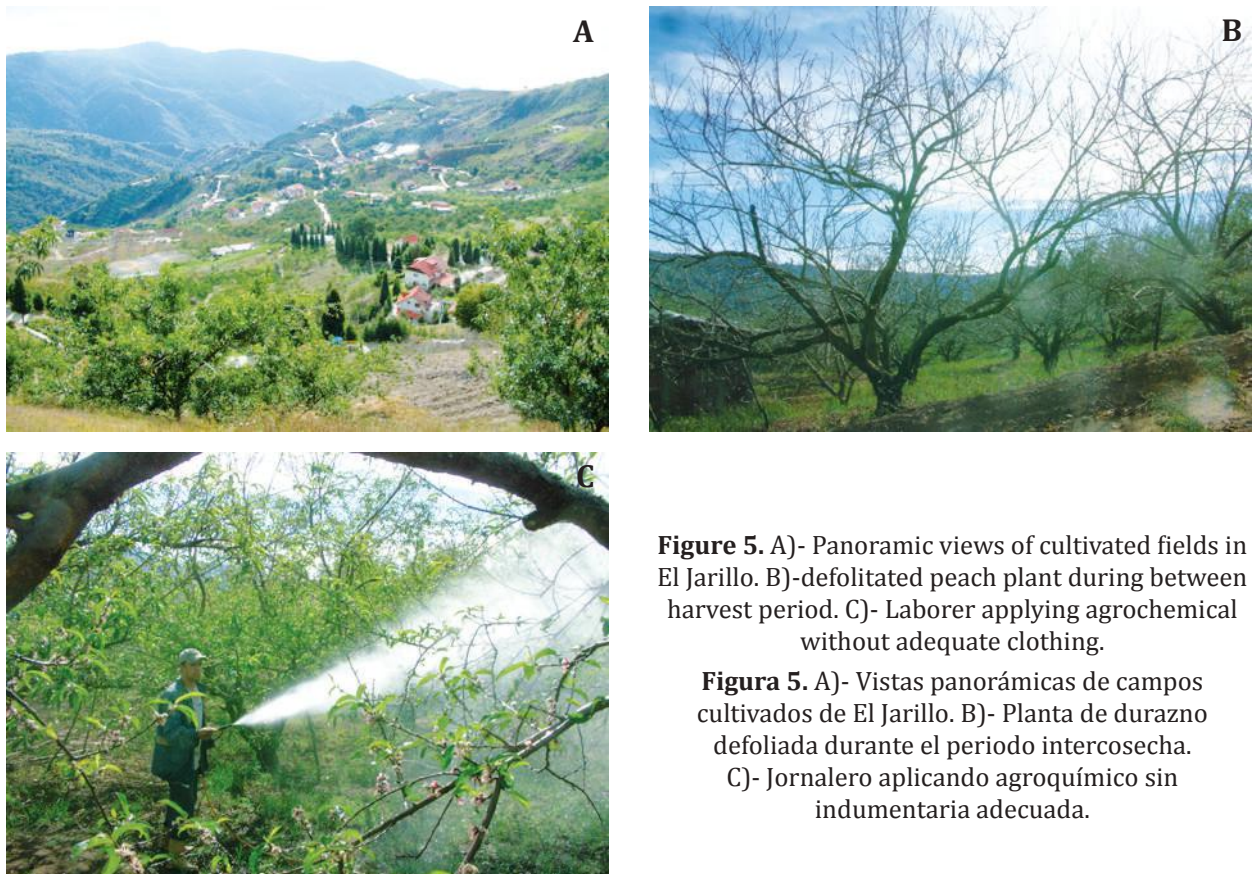 A
B
C
Figure 5. A)- Panoramic views of cultivated fields in
El Jarillo. B)-defolitated peach plant during between
harvest period. C)- Laborer applying agrochemical
without adequate clothing.
Figura 5. A)- Vistas panorámicas de campos
cultivados de El Jarillo. B)- Planta de durazno
defoliada durante el periodo intercosecha.
C)- Jornalero aplicando agroquímico sin
indumentaria adecuada.